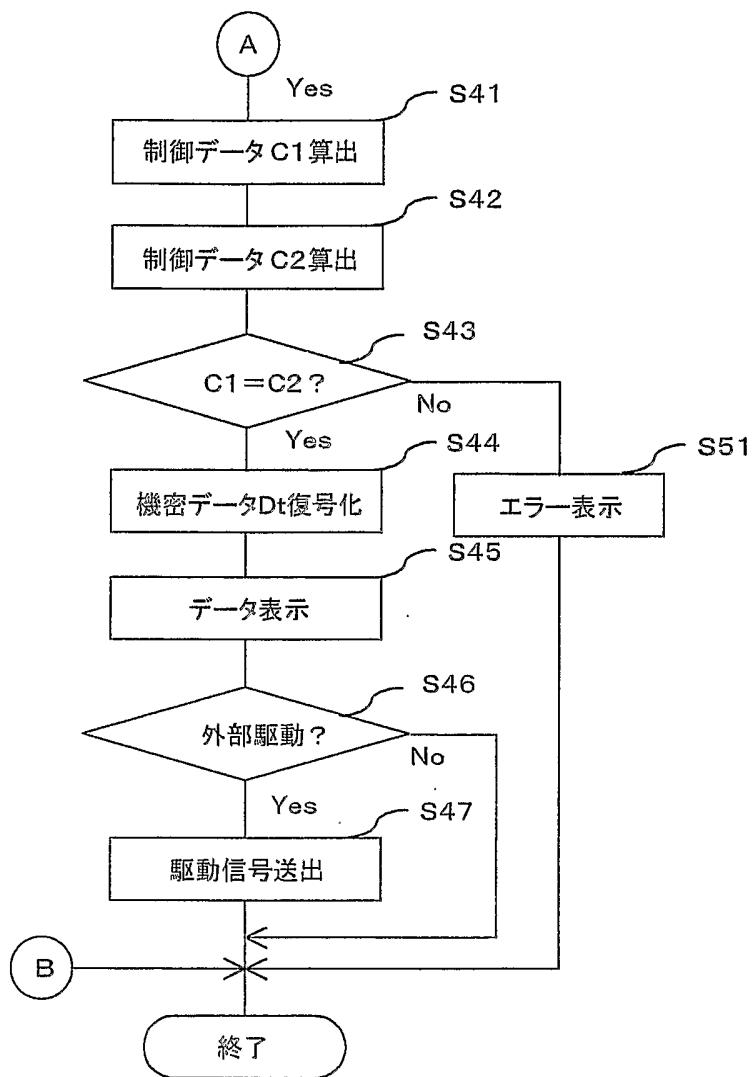 A
Yes
S41
制御データC1算出
S42
制御データC2算出
S43
C1=C2?
No
Yes
S44
S51
機密データDt復号化
エラー表示
S45
データ表示
S46
外部駆動?
No
Yes
S47
駆動信号送出
B
終了